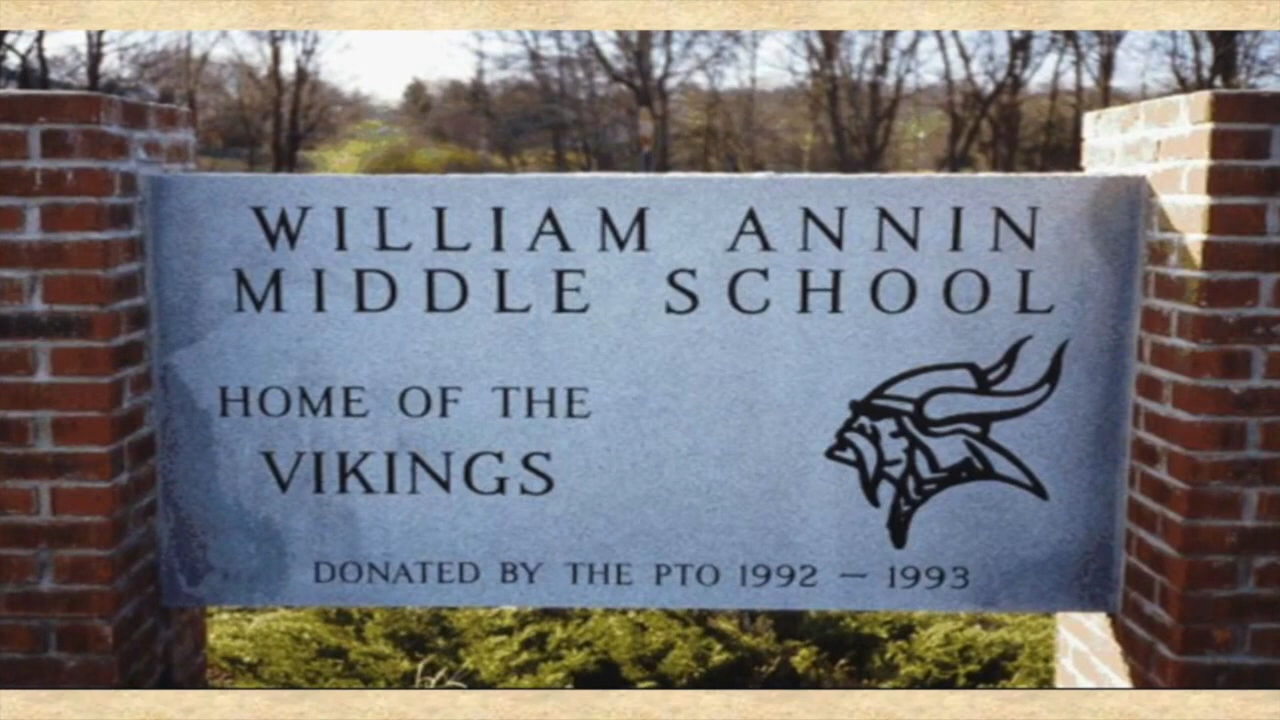 WILLIAM ANNIN
MIDDLE SCHOOL
HOME OF THE
VIKINGS
DONATED BY THE PTO 1992 — 1993